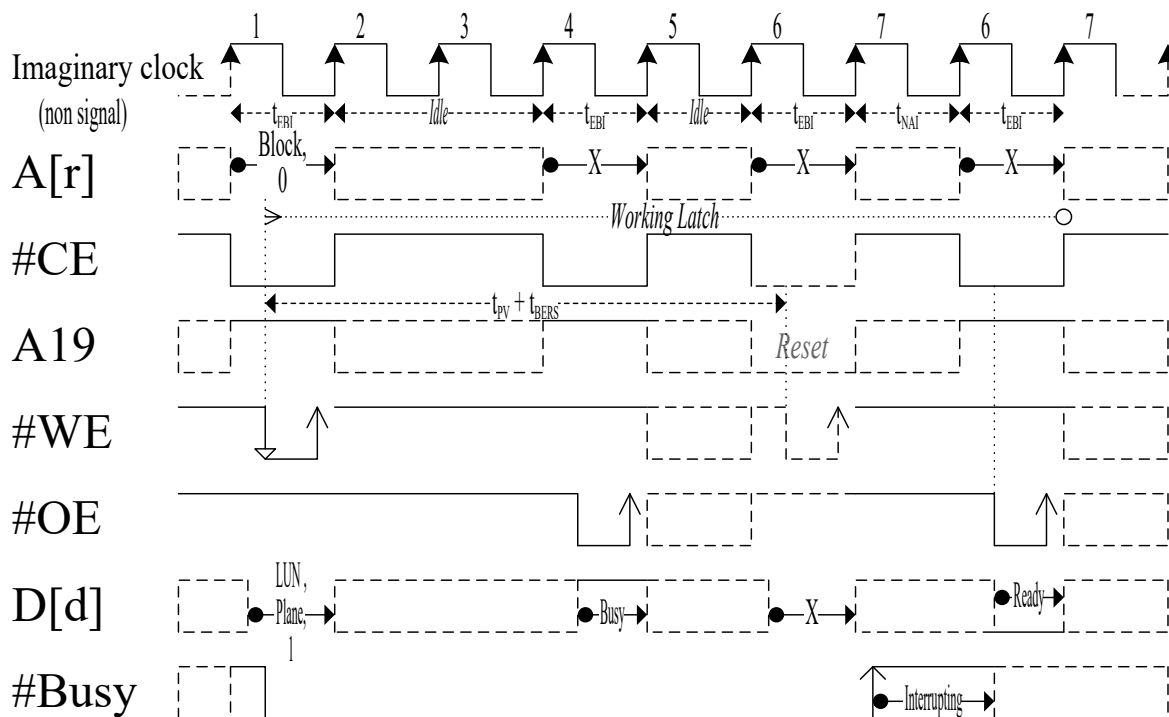 1 2 3 4 5 6 7 6 7
Imaginary clock
(non signal)
tEBI Idle tEBI Idle tEBI tNAI tEBI
A[r]
Block,
0
X X X
Working Latch
#CE
tPV + tBERS
A19
Reset
#WE
#OE
D[d]
LUN ,
Plane,
1
Busy X Ready
#Busy
Interrupting